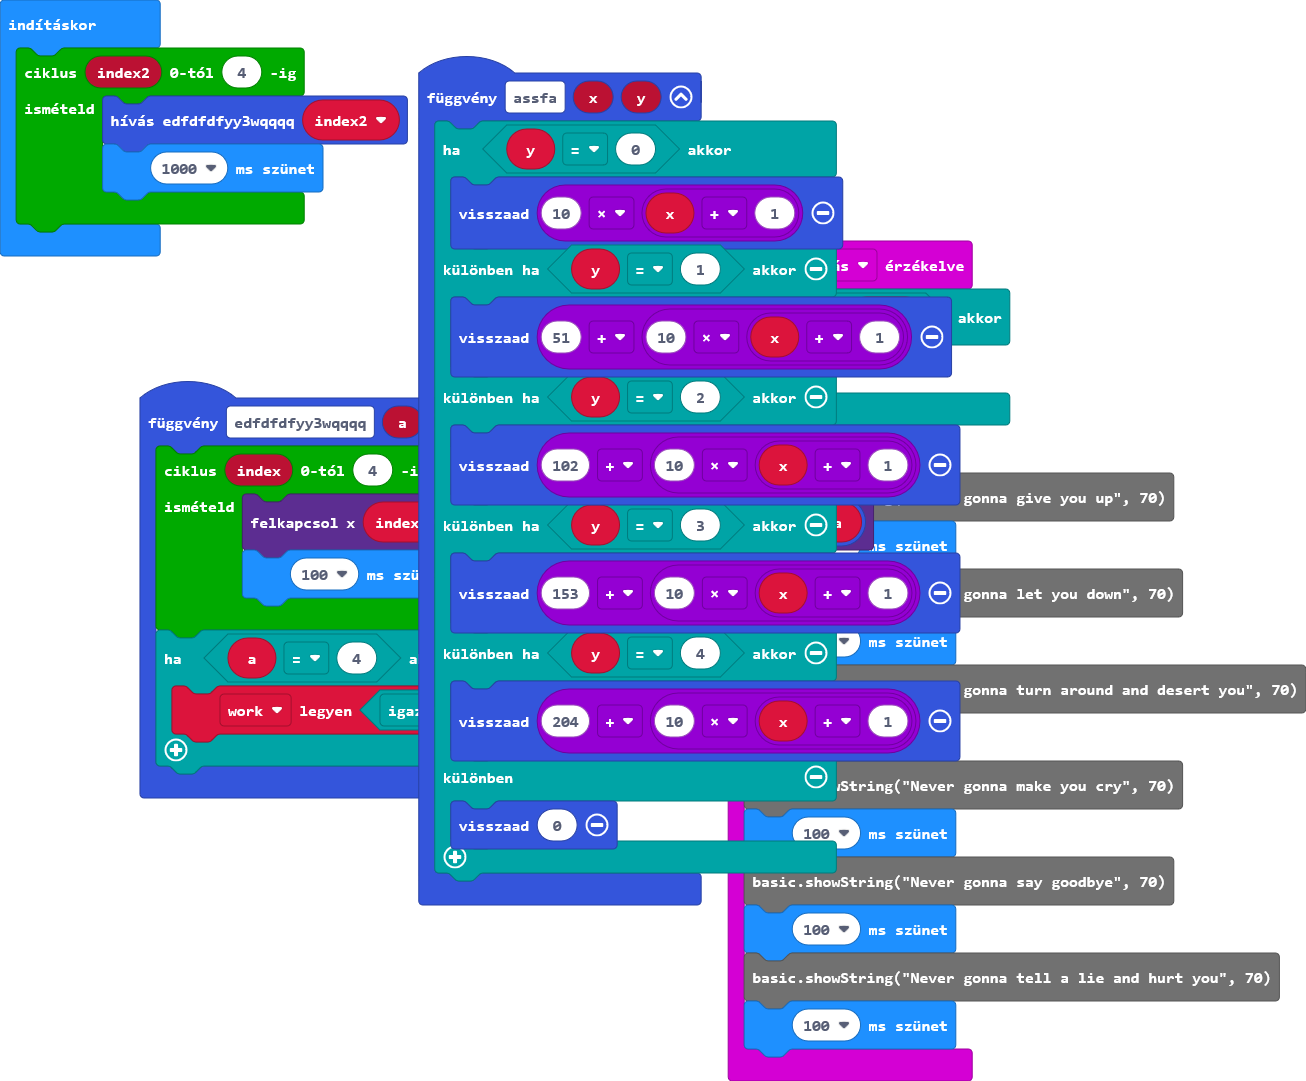 indításkor
ciklus index2 0-tól 4 -ig
ismételd
hívás edfdfdfyy3wqqqq index2
1000 ms szünet
függvény edfdfdfyy3wqqqq a
ciklus index 0-tól 4
ismételd
felkapcsol x index
100 ms
ha a = 4
work legyen
függvény assfa x y
ha y = 0 akkor
visszaad 10 × x + 1
különben ha y = 1 akkor
visszaad 51 + 10 × x + 1
különben ha y = 2 akkor
visszaad 102 + 10 × x + 1
különben ha y = 3 akkor
visszaad 153 + 10 × x + 1
különben ha y = 4 akkor
visszaad 204 + 10 × x + 1
különben
visszaad 0
érzékelve
akkor
gonna give you up", 70)
ms szünet
gonna let you down", 70)
ms szünet
gonna turn around and desert you", 70)
("Never gonna make you cry", 70)
100 ms szünet
basic.showString("Never gonna say goodbye", 70)
100 ms szünet
basic.showString("Never gonna tell a lie and hurt you", 70)
100 ms szünet